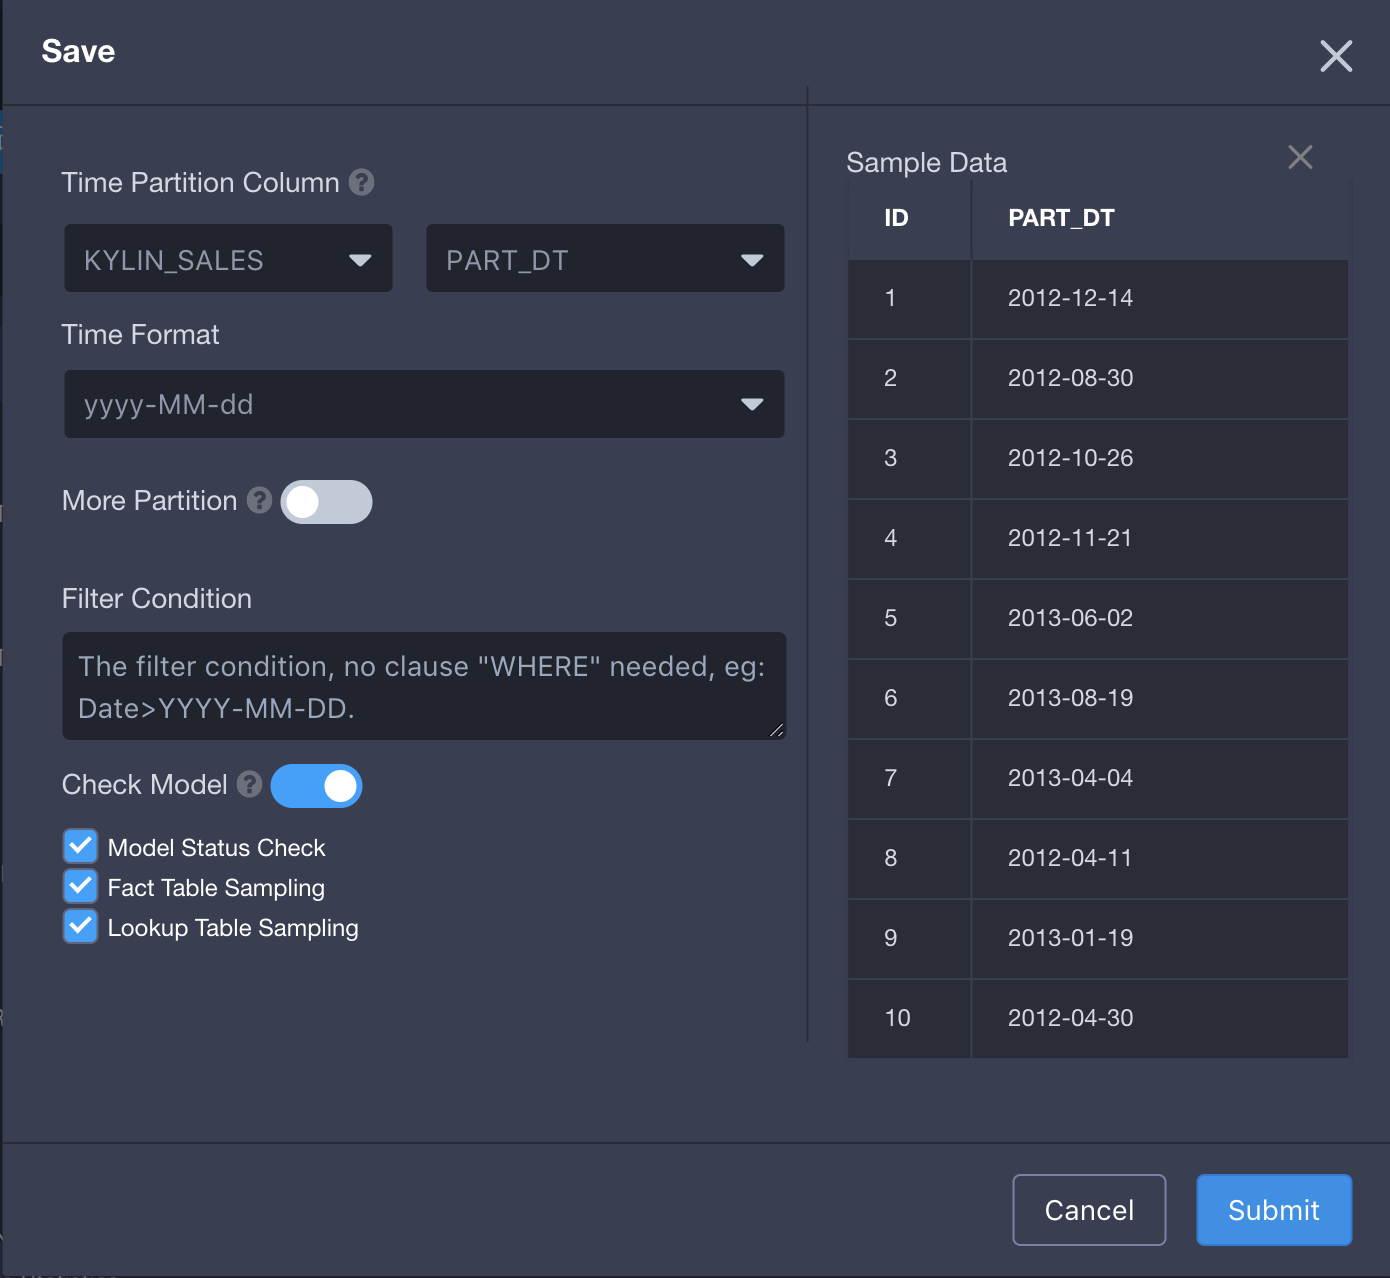 Save
Time Partition Column ?
KYLIN_SALES PART_DT
Time Format
yyyy-MM-dd
More Partition ?
Filter Condition
The filter condition, no clause "WHERE" needed, eg:
Date>YYYY-MM-DD.
Check Model ?
Model Status Check
Fact Table Sampling
Lookup Table Sampling
Sample Data
ID PART_DT
1 2012-12-14
2 2012-08-30
3 2012-10-26
4 2012-11-21
5 2013-06-02
6 2013-08-19
7 2013-04-04
8 2012-04-11
9 2013-01-19
10 2012-04-30
Cancel Submit